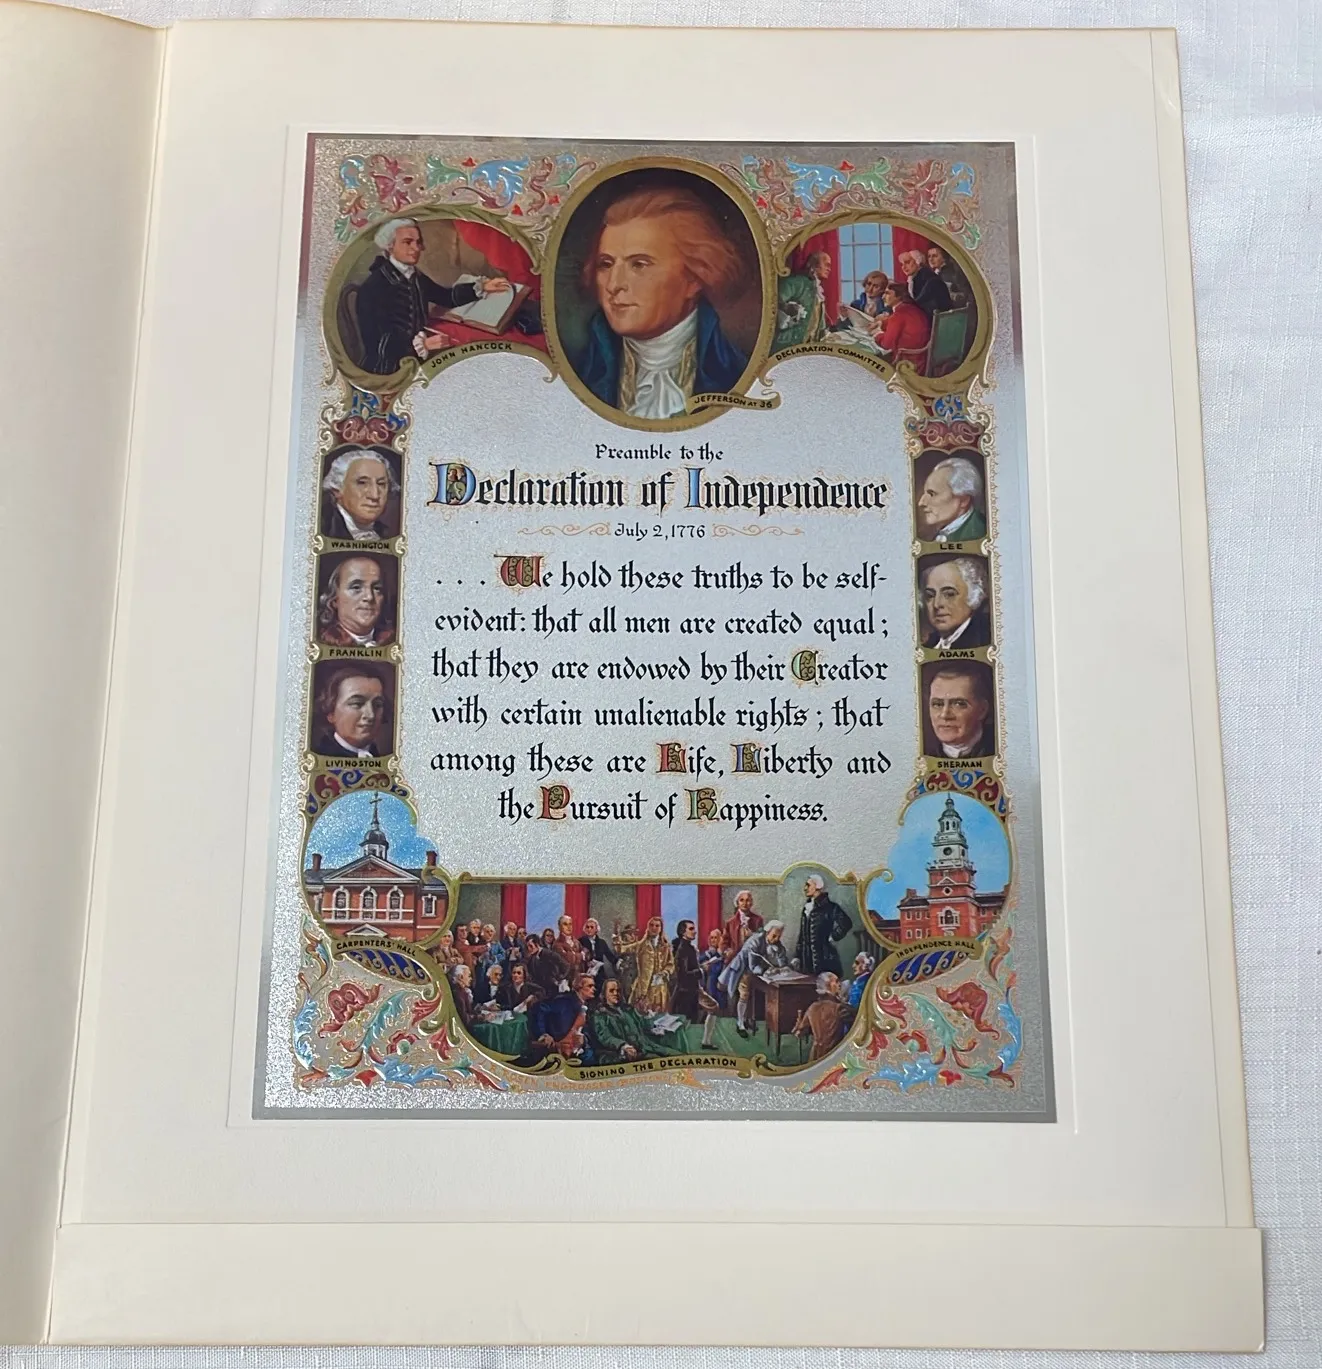 JOHN HANCOCK
JEFFERSON AT 36
DECLARATION COMMITTEE
Preamble to the
Declaration of Independence
July 2, 1776
. . . We hold these truths to be self-
evident: that all men are created equal;
that they are endowed by their Creator
with certain unalienable rights; that
among these are Life, Liberty and
the Pursuit of Happiness.
WASHINGTON
FRANKLIN
LIVINGSTON
LEE
ADAMS
SHERMAN
CARPENTERS' HALL
INDEPENDENCE HALL
SIGNING THE DECLARATION